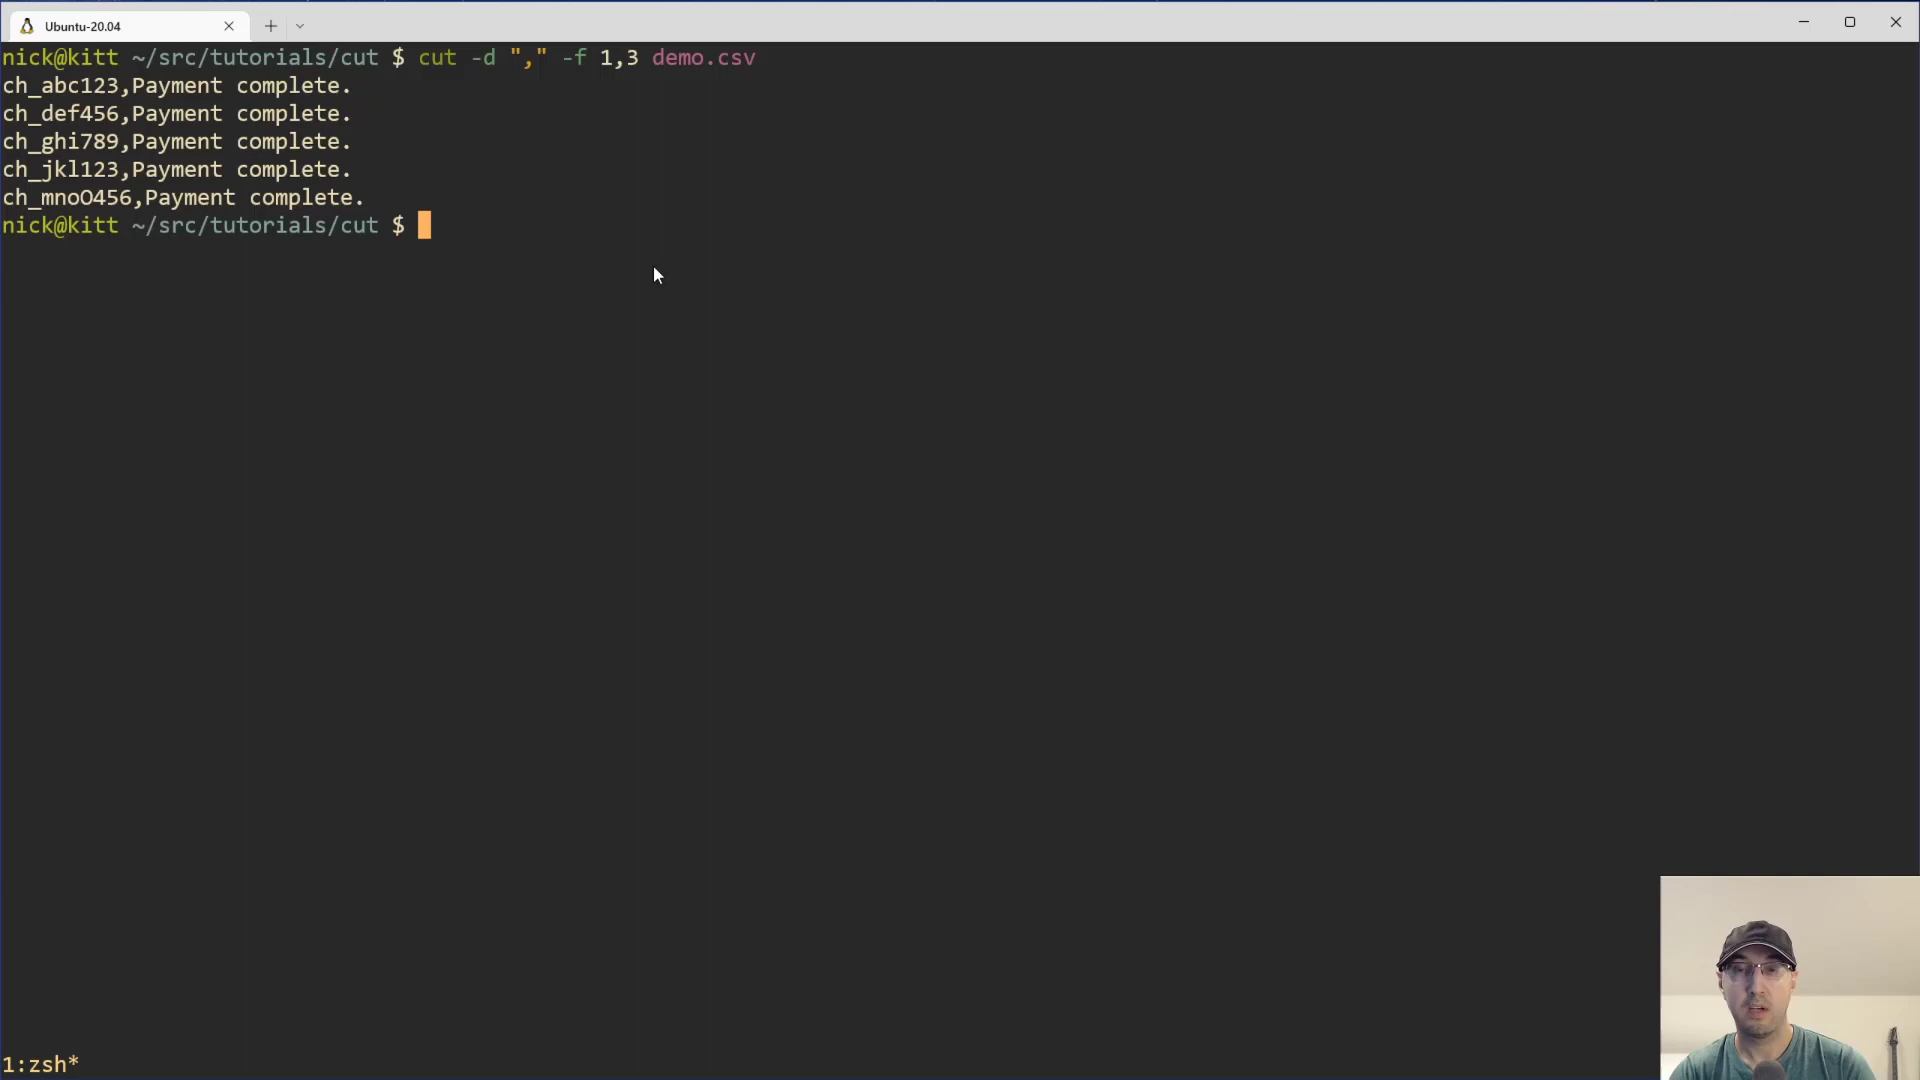 Ubuntu-20.04
nick@kitt ~/src/tutorials/cut $ cut -d "," -f 1,3 demo.csv
ch_abc123,Payment complete.
ch_def456,Payment complete.
ch_ghi789,Payment complete.
ch_jkl123,Payment complete.
ch_mnoO456,Payment complete.
nick@kitt ~/src/tutorials/cut $
1:zsh*